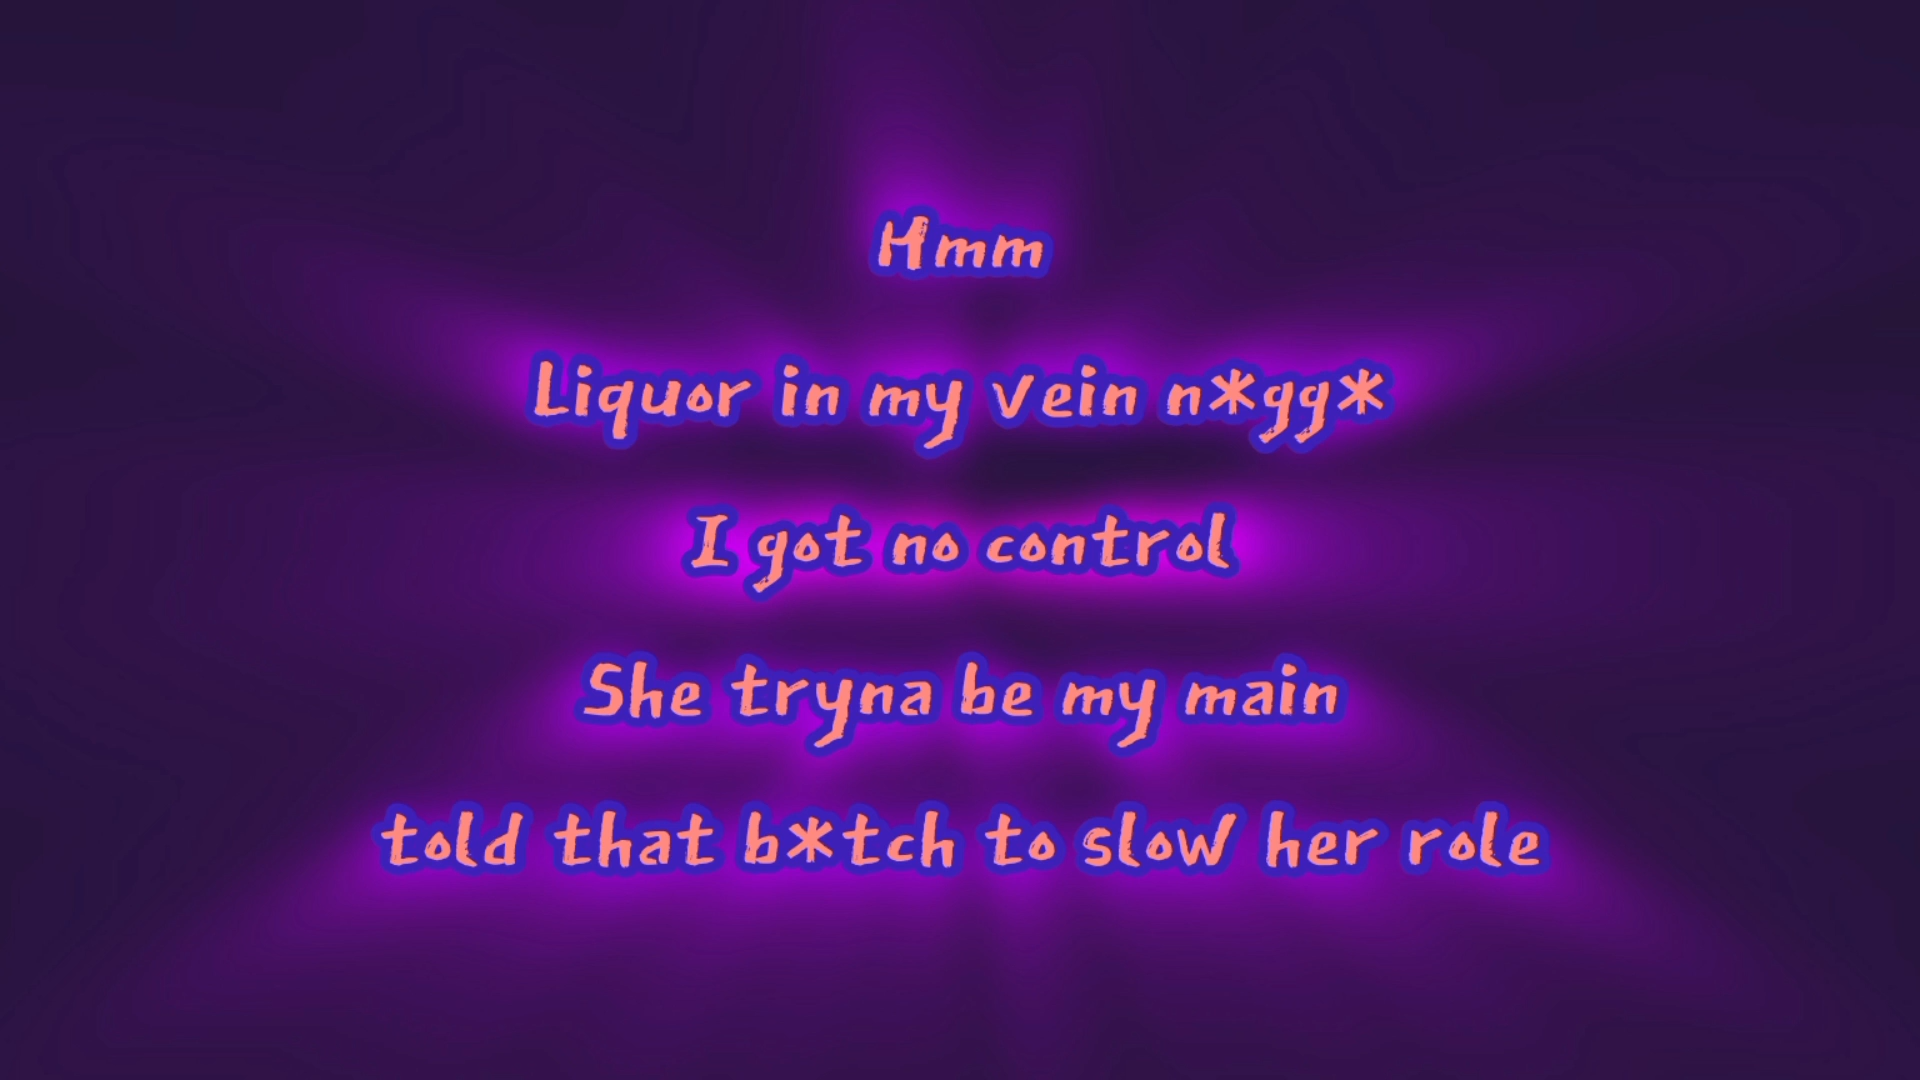 Hmm
Liquor in my vein n*gg*
I got no control
She tryna be my main
told that b*tch to slow her role